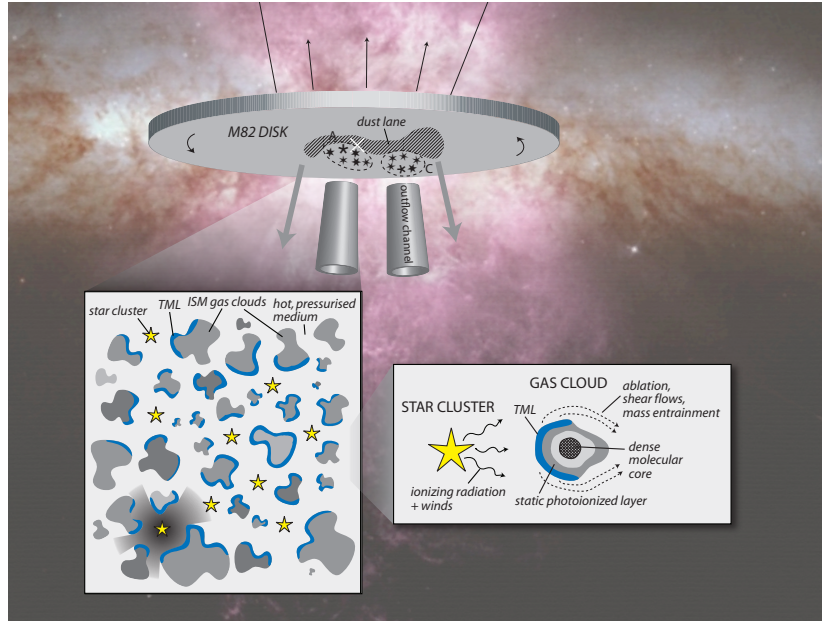 M82 DISK
dust lane
A
C
outflow channel
star cluster
TML
ISM gas clouds
hot, pressurised
medium
STAR CLUSTER
ionizing radiation
+ winds
GAS CLOUD
TML
ablation,
shear flows,
mass entrainment
dense
molecular
core
static photoionized layer